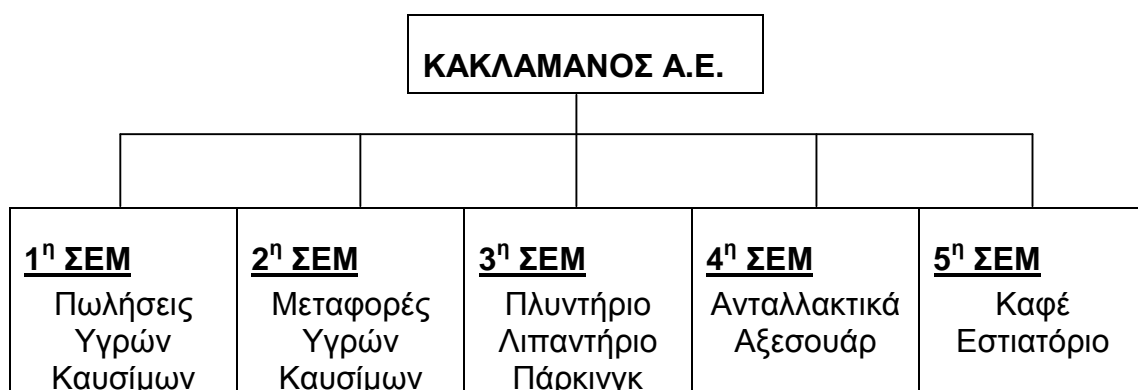 ΚΑΚΛΑΜΑΝΟΣ Α.Ε.
1η ΣΕΜ
Πωλήσεις
Υγρών
Καυσίμων
2η ΣΕΜ
Μεταφορές
Υγρών
Καυσίμων
3η ΣΕΜ
Πλυντήριο
Λιπαντήριο
Πάρκινγκ
4η ΣΕΜ
Ανταλλακτικά
Αξεσουάρ
5η ΣΕΜ
Καφέ
Εστιατόριο